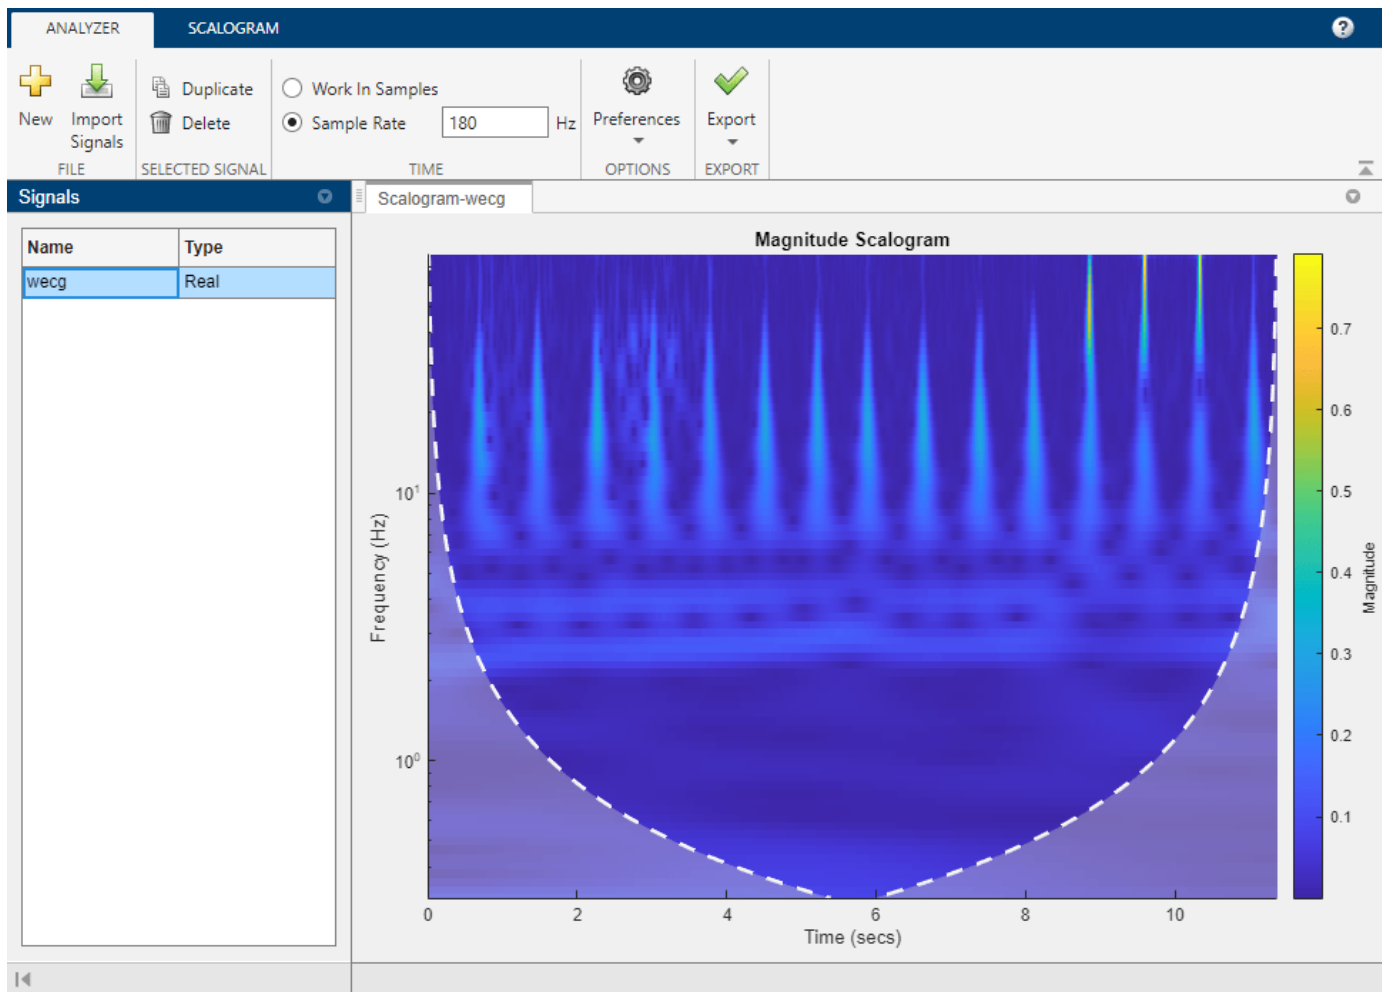 ANALYZER SCALOGRAM ?
Duplicate Work In Samples
New Import Signals Delete Sample Rate 180 Hz Preferences Export
FILE SELECTED SIGNAL TIME OPTIONS EXPORT
Signals Scalogram-wecg
Name Type
wecg Real
Magnitude Scalogram
Frequency (Hz)
10¹
10⁰
0 2 4 6 8 10
Time (secs)
0.7
0.6
0.5
0.4
0.3
0.2
0.1
Magnitude